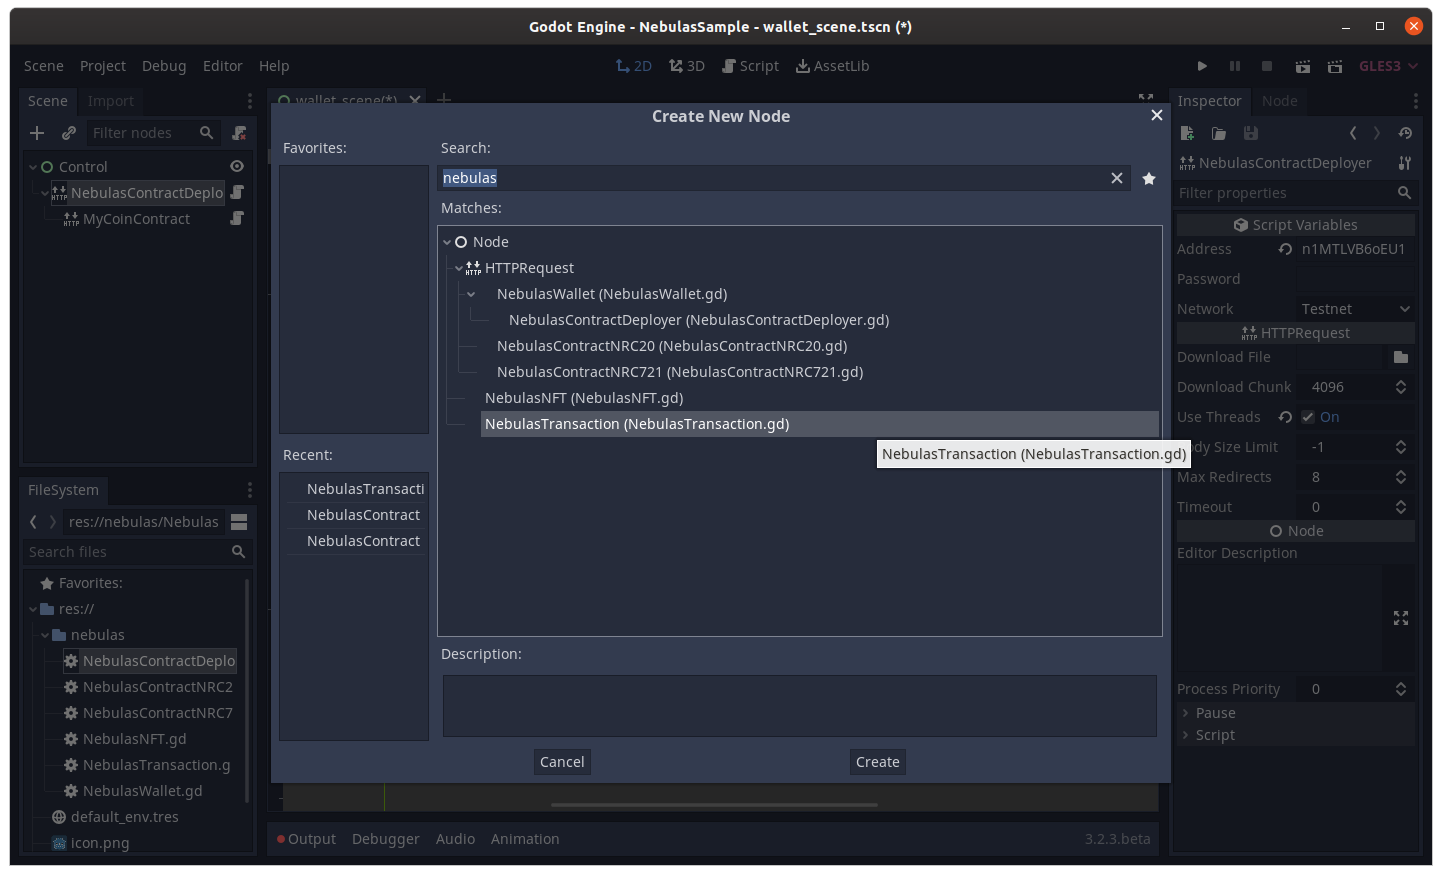 Godot Engine - NebulasSample - wallet_scene.tscn (*)
Scene Project Debug Editor Help
2D 3D Script AssetLib
GLES3
Scene Import
Filter nodes
Control
NebulasContractDeplo
MyCoinContract
FileSystem
res://nebulas/Nebulas
Search files
Favorites:
res://
nebulas
NebulasContractDeplo
NebulasContractNRC2
NebulasContractNRC7
NebulasNFT.gd
NebulasTransaction.g
NebulasWallet.gd
default_env.tres
icon.png
wallet_scene(*)
Create New Node
Favorites:
Recent:
NebulasTransacti
NebulasContract
NebulasContract
Search:
nebulas
Matches:
Node
HTTPRequest
NebulasWallet (NebulasWallet.gd)
NebulasContractDeployer (NebulasContractDeployer.gd)
NebulasContractNRC20 (NebulasContractNRC20.gd)
NebulasContractNRC721 (NebulasContractNRC721.gd)
NebulasNFT (NebulasNFT.gd)
NebulasTransaction (NebulasTransaction.gd)
NebulasTransaction (NebulasTransaction.gd)
Description:
Cancel Create
Output Debugger Audio Animation 3.2.3.beta
Inspector Node
NebulasContractDeployer
Filter properties
Script Variables
Address n1MTLVB6oEU1
Password
Network Testnet
HTTPRequest
Download File
Download Chunk 4096
Use Threads On
ody Size Limit -1
Max Redirects 8
Timeout 0
Node
Editor Description
Process Priority 0
Pause
Script